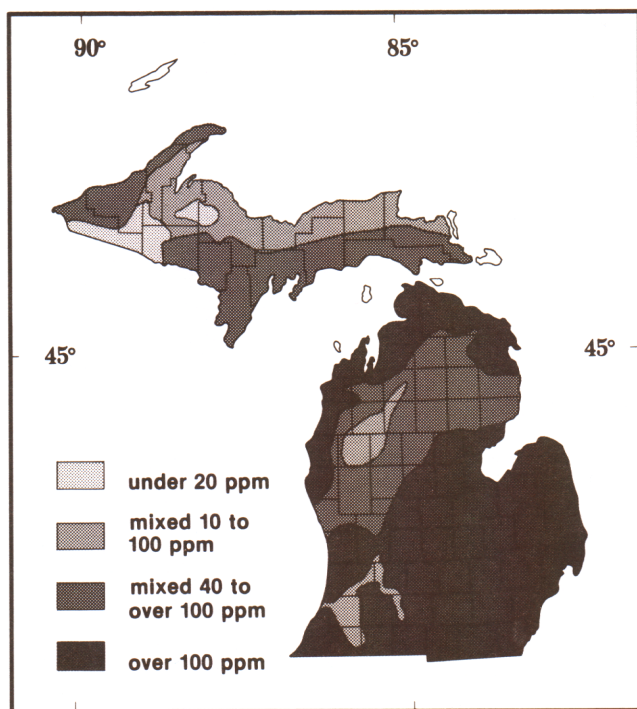 90°
85°
45°
45°
under 20 ppm
mixed 10 to
100 ppm
mixed 40 to
over 100 ppm
over 100 ppm